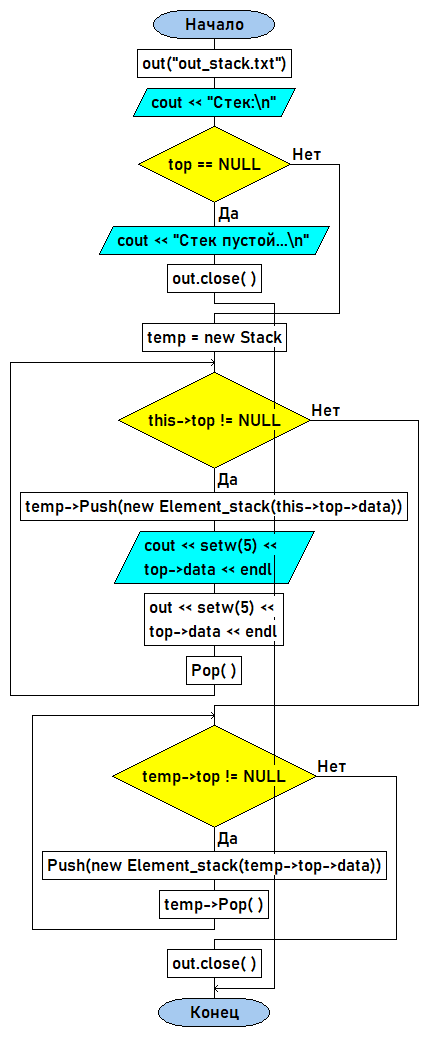 Начало
out("out_stack.txt")
cout << "Стек:\n"
top == NULL
Нет
Да
cout << "Стек пустой...\n"
out.close( )
temp = new Stack
this->top != NULL
Нет
Да
temp->Push(new Element_stack(this->top->data))
cout << setw(5) <<
top->data << endl
out << setw(5) <<
top->data << endl
Pop( )
temp->top != NULL
Нет
Да
Push(new Element_stack(temp->top->data))
temp->Pop( )
out.close( )
Конец